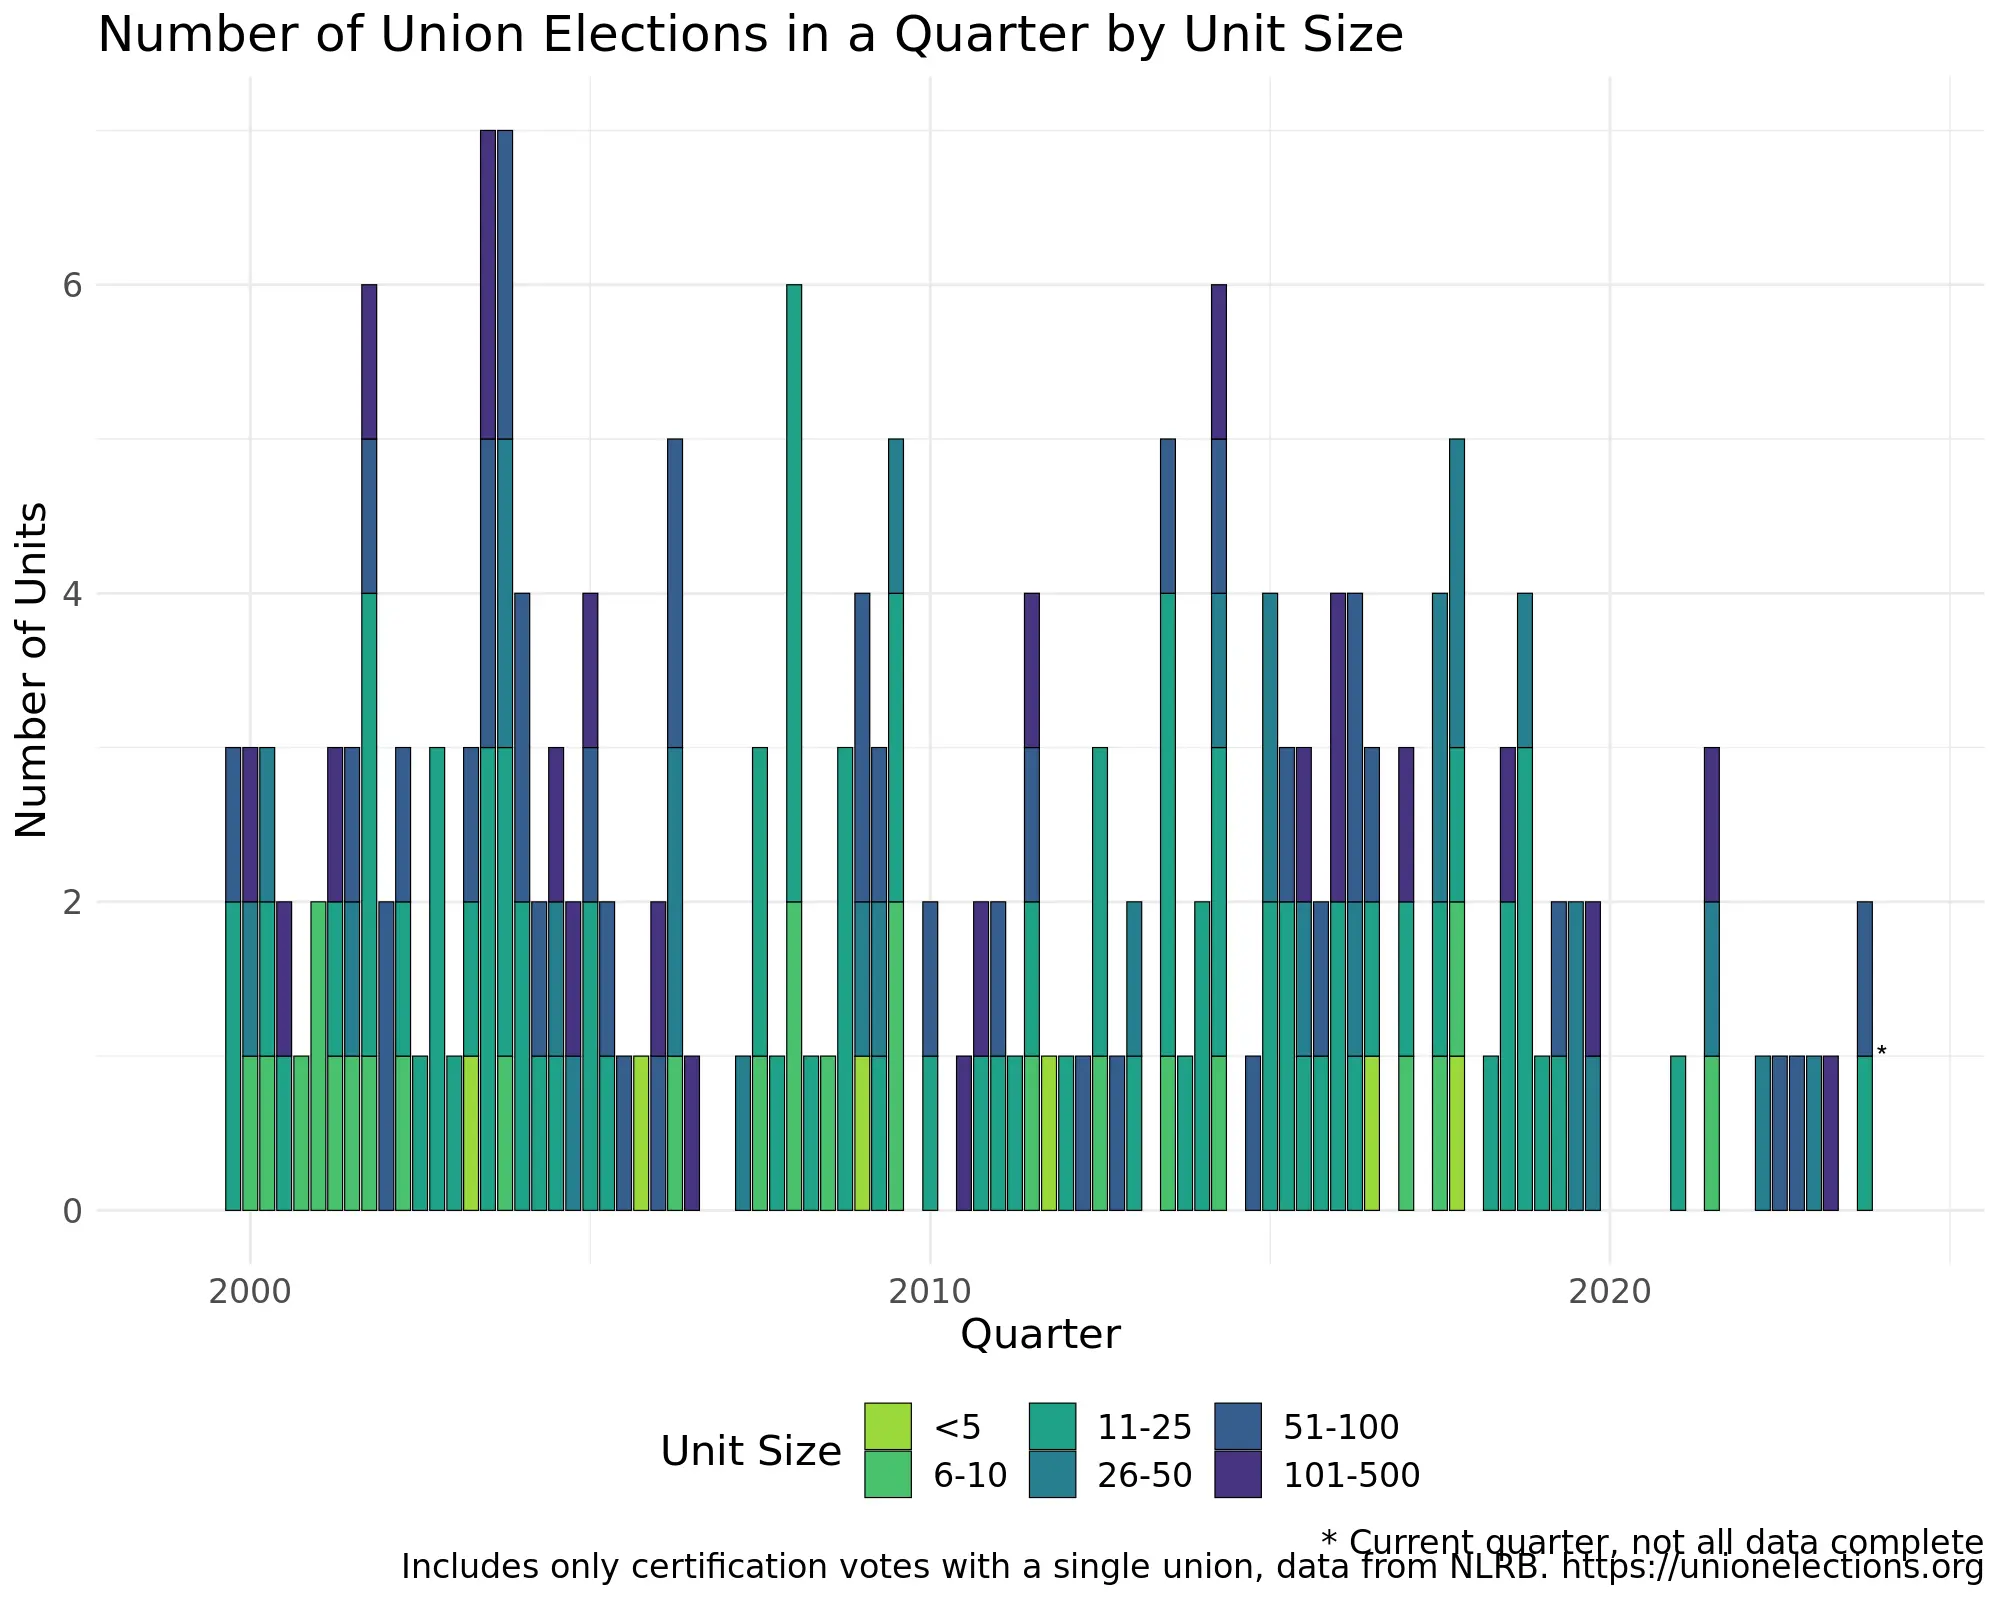 Number of Union Elections in a Quarter by Unit Size
Number of Units
6
4
2
0
*
2000 2010 2020
Quarter
Unit Size
<5 11-25 51-100
6-10 26-50 101-500
* Current quarter, not all data complete
Includes only certification votes with a single union, data from NLRB. https://unionelections.org